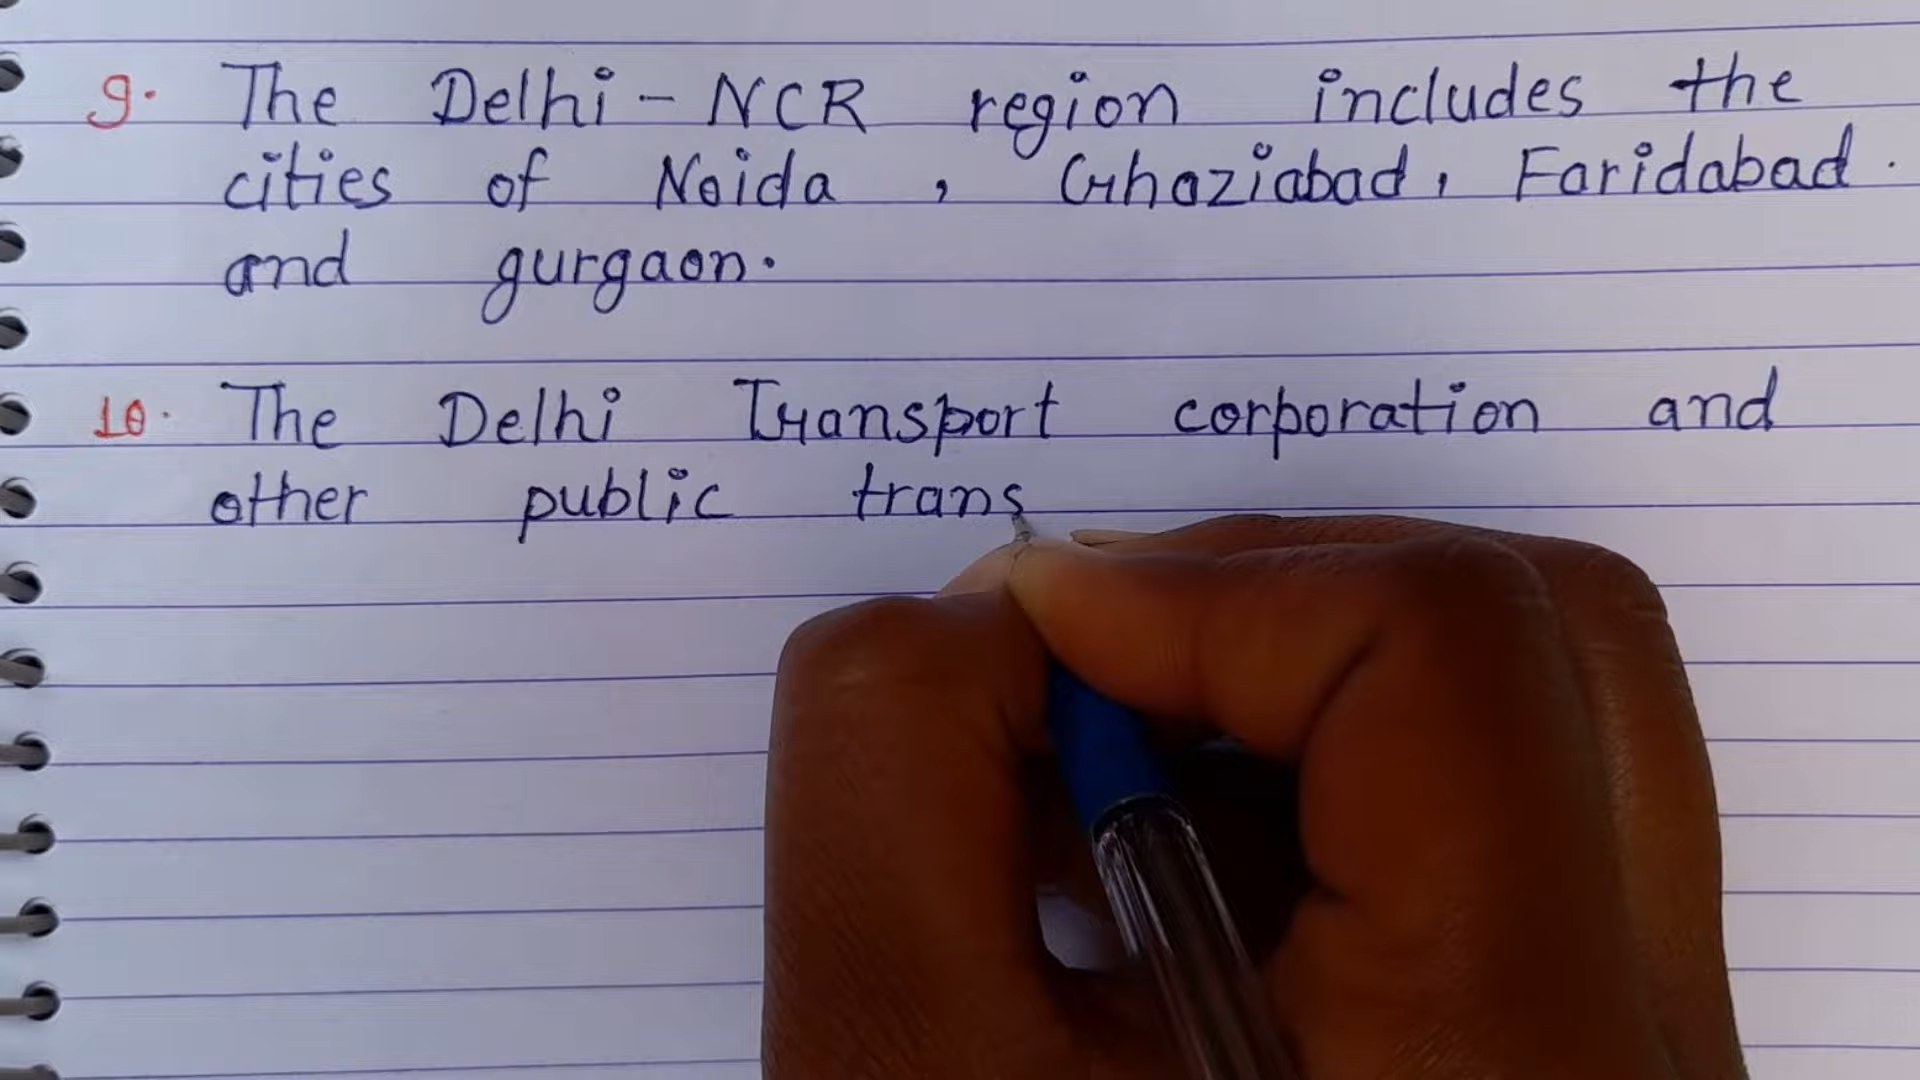 9. The Delhi - NCR region includes the
cities of Noida , Ghaziabad, Faridabad.
and gurgaon.
10. The Delhi Transport corporation and
other public trans